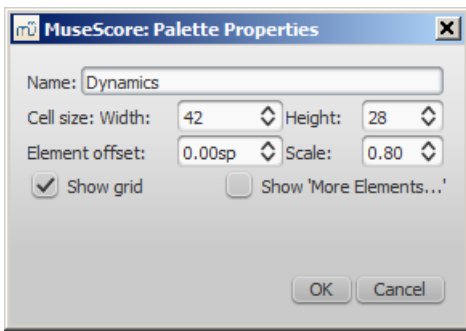 mü MuseScore: Palette Properties
Name: Dynamics
Cell size: Width: 42 Height: 28
Element offset: 0.00sp Scale: 0.80
Show grid Show 'More Elements...'
OK Cancel